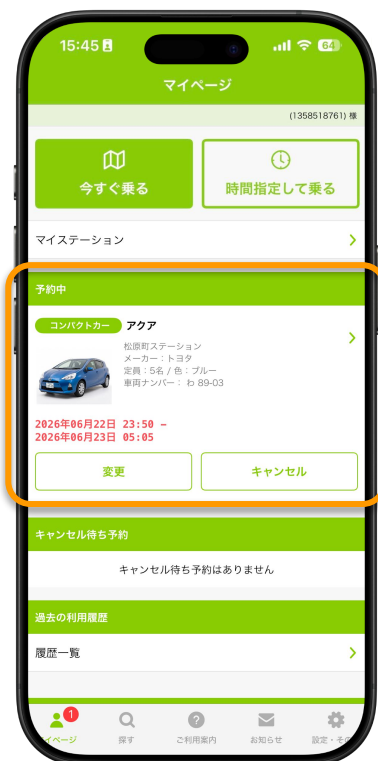 15:45
64
マイページ
(1358518761) 様
今すぐ乗る
時間指定して乗る
マイステーション
予約中
コンパクトカー アクア
松原町ステーション
メーカー：トヨタ
定員：5名 / 色：ブルー
車両ナンバー： わ 89-03
2026年06月22日 23:50 –
2026年06月23日 05:05
変更
キャンセル
キャンセル待ち予約
キャンセル待ち予約はありません
過去の利用履歴
履歴一覧
1
マイページ
探す
ご利用案内
お知らせ
設定・その